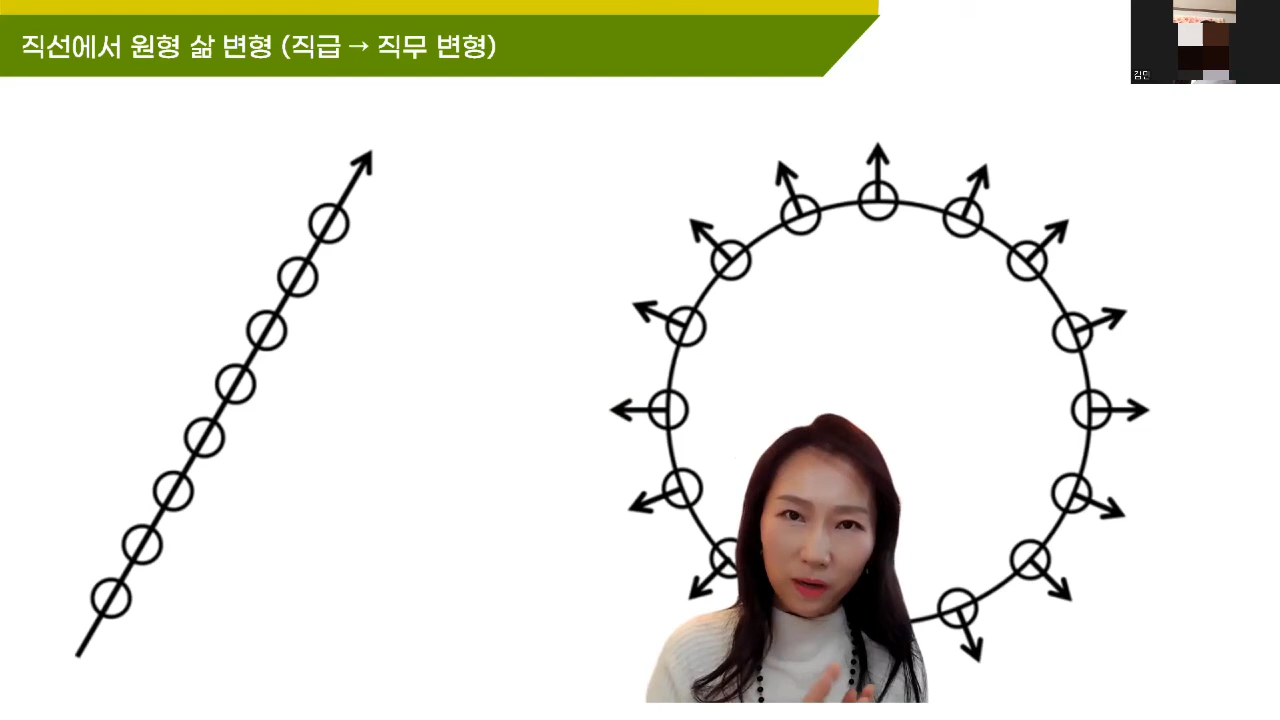 직선에서 원형 삶 변형 (직급 → 직무 변형)